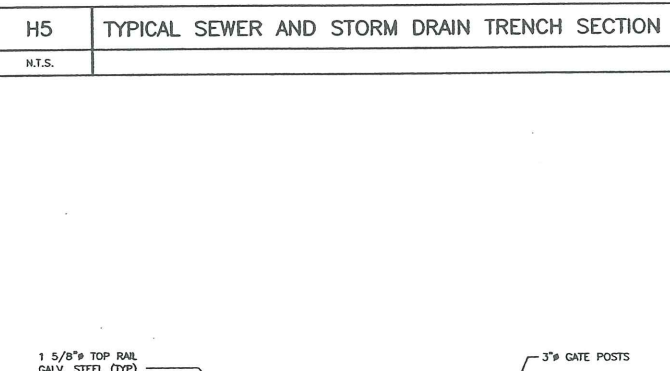 H5 TYPICAL SEWER AND STORM DRAIN TRENCH SECTION
N.T.S.
1 5/8"ø TOP RAIL
GALV. STEEL (TYP)
3"ø GATE POSTS